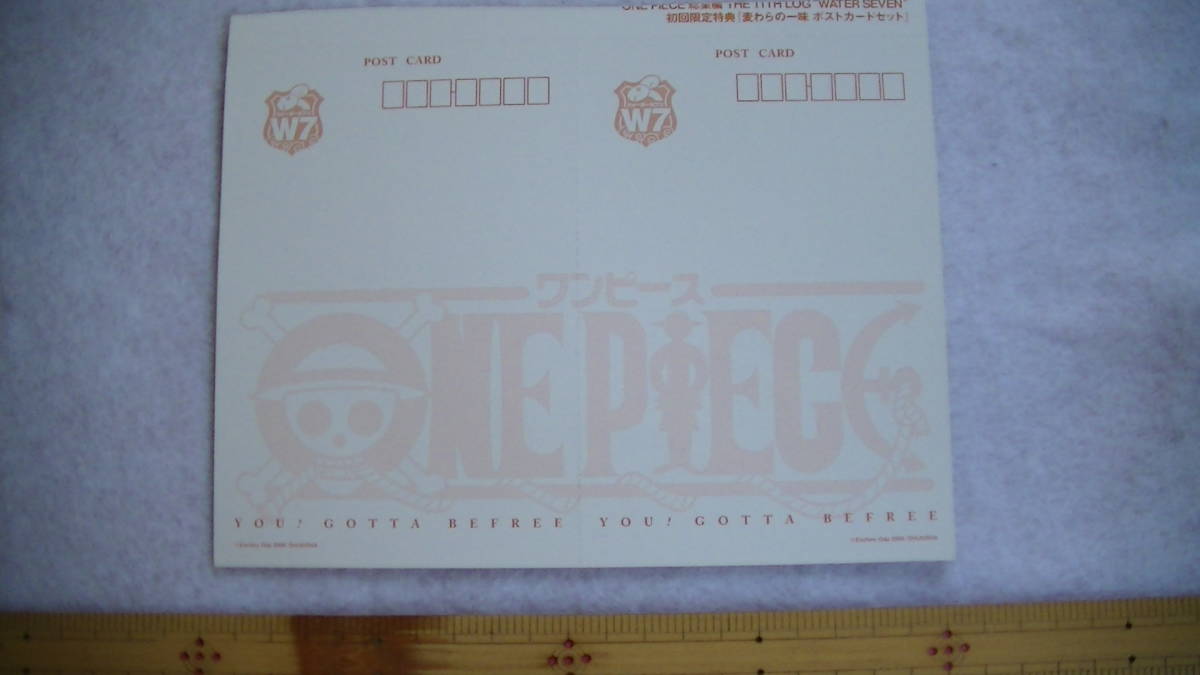 ONE PIECE 総集編 THE 11TH LOG "WATER SEVEN"
初回限定特典『麦わらの一味 ポストカードセット』
POST CARD
POST CARD
W7
W7
ワンピース
ONE PIECE
YOU! GOTTA BEFREE
YOU! GOTTA BEFREE